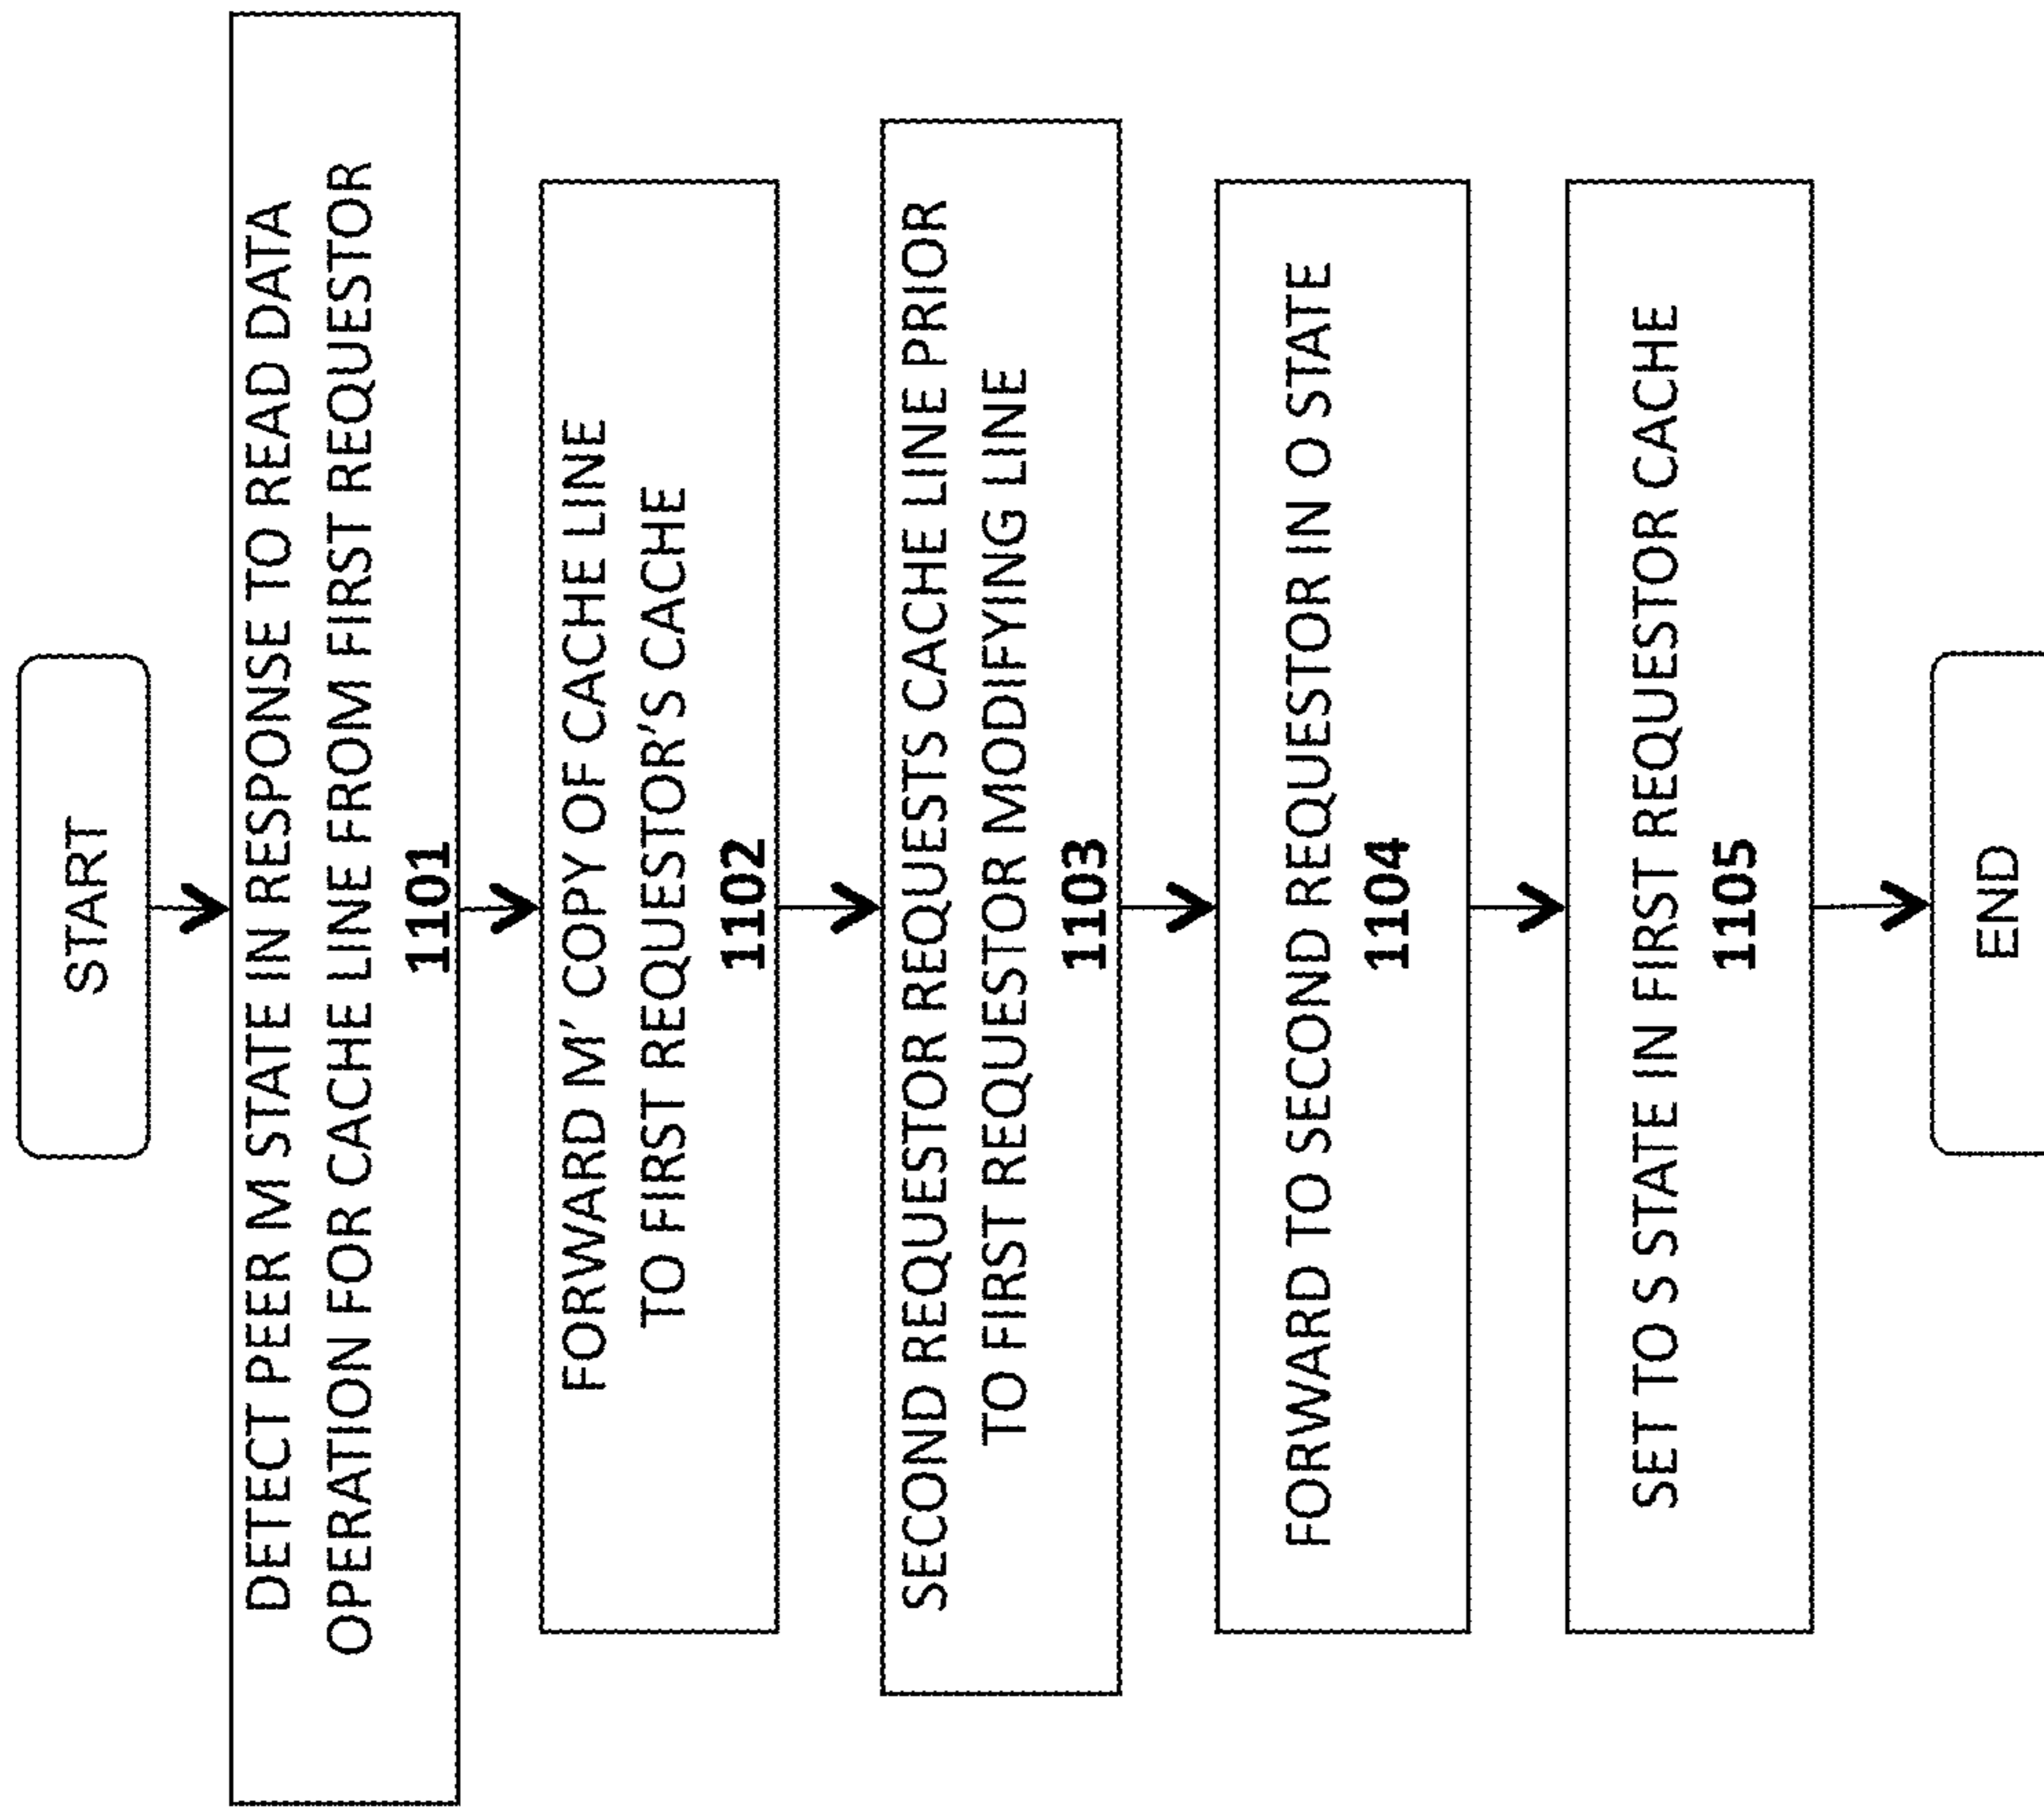 START
DETECT PEER M STATE IN RESPONSE TO READ DATA
OPERATION FOR CACHE LINE FROM FIRST REQUESTOR
1101
FORWARD M' COPY OF CACHE LINE
TO FIRST REQUESTOR'S CACHE
1102
SECOND REQUESTOR REQUESTS CACHE LINE PRIOR
TO FIRST REQUESTOR MODIFYING LINE
1103
FORWARD TO SECOND REQUESTOR IN O STATE
1104
SET TO S STATE IN FIRST REQUESTOR CACHE
1105
END